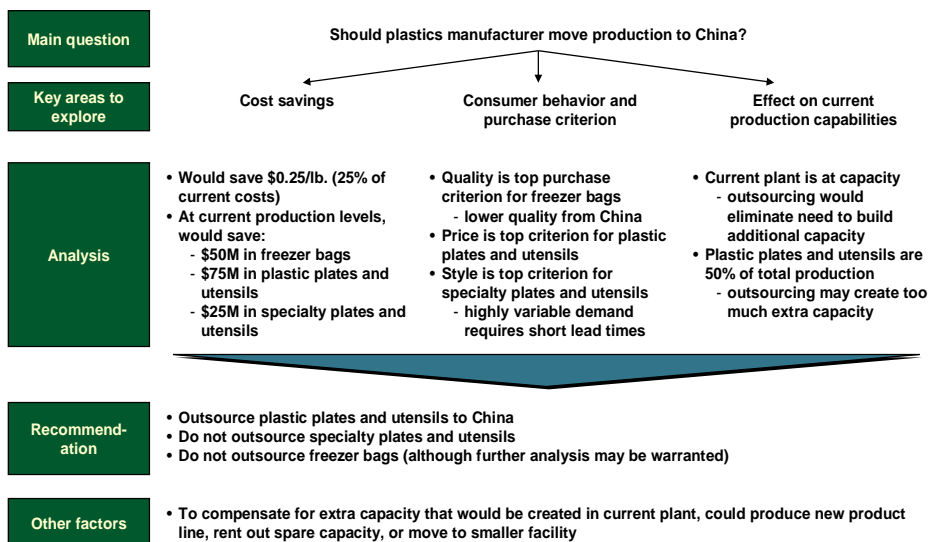 Main question
Should plastics manufacturer move production to China?
Key areas to
explore
Cost savings
Consumer behavior and
purchase criterion
Effect on current
production capabilities
Analysis
• Would save $0.25/lb. (25% of
current costs)
• At current production levels,
would save:
- $50M in freezer bags
- $75M in plastic plates and
utensils
- $25M in specialty plates and
utensils
• Quality is top purchase
criterion for freezer bags
- lower quality from China
• Price is top criterion for plastic
plates and utensils
• Style is top criterion for
specialty plates and utensils
- highly variable demand
requires short lead times
• Current plant is at capacity
- outsourcing would
eliminate need to build
additional capacity
• Plastic plates and utensils are
50% of total production
- outsourcing may create too
much extra capacity
Recommend-
ation
• Outsource plastic plates and utensils to China
• Do not outsource specialty plates and utensils
• Do not outsource freezer bags (although further analysis may be warranted)
Other factors
• To compensate for extra capacity that would be created in current plant, could produce new product
line, rent out spare capacity, or move to smaller facility